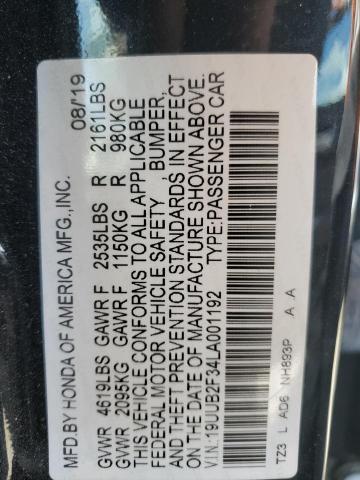 MFD.BY HONDA OF AMERICA MFG.,INC. 08/'19
GVWR 4619LBS GAWR F 2535LBS R 2161LBS
GVWR 2095KG GAWR F 1150KG R 980KG
THIS VEHICLE CONFORMS TO ALL APPLICABLE
FEDERAL MOTOR VEHICLE SAFETY , BUMPER,
AND THEFT PREVENTION STANDARDS IN EFFECT
ON THE DATE OF MANUFACTURE SHOWN ABOVE.
V.I.N.:19UUB2F34LA001192 TYPE:PASSENGER CAR
TZ3 L AD6 NH893P A A